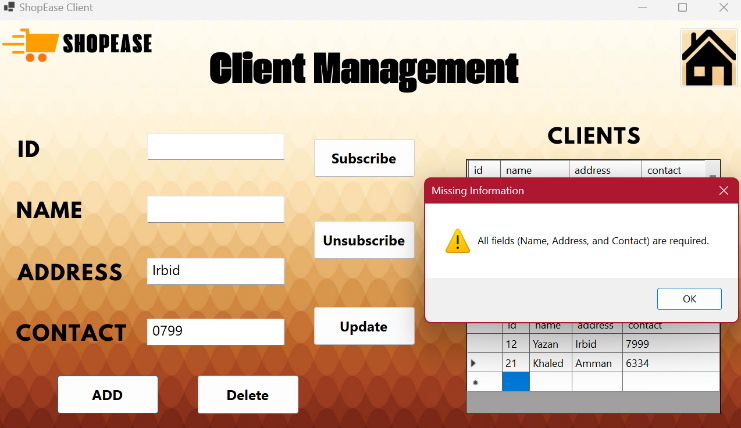 ShopEase Client
SHOPEASE
Client Management
CLIENTS
ID
NAME
ADDRESS Irbid
CONTACT 0799
Subscribe
Unsubscribe
Update
ADD
Delete
id name address contact
Missing Information
All fields (Name, Address, and Contact) are required.
OK
id name address contact
12 Yazan Irbid 7999
21 Khaled Amman 6334